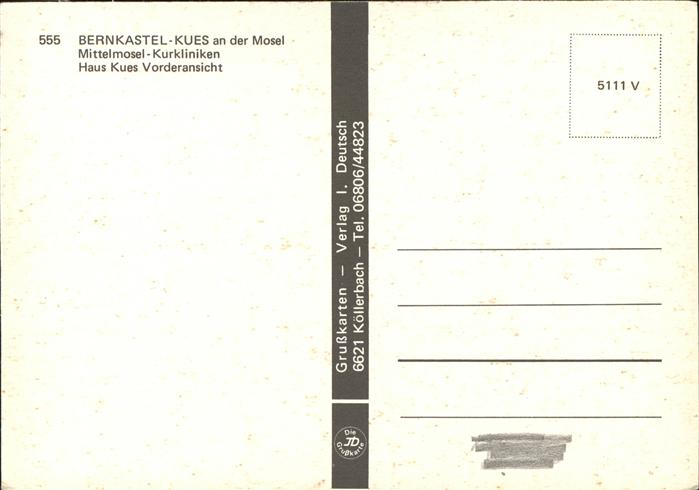 555 BERNKASTEL-KUES an der Mosel
Mittelmosel-Kurkliniken
Haus Kues Vorderansicht
Grußkarten — Verlag I. Deutsch
6621 Köllerbach — Tel. 06806/44823
Die
JD
Grußkarte
5111 V